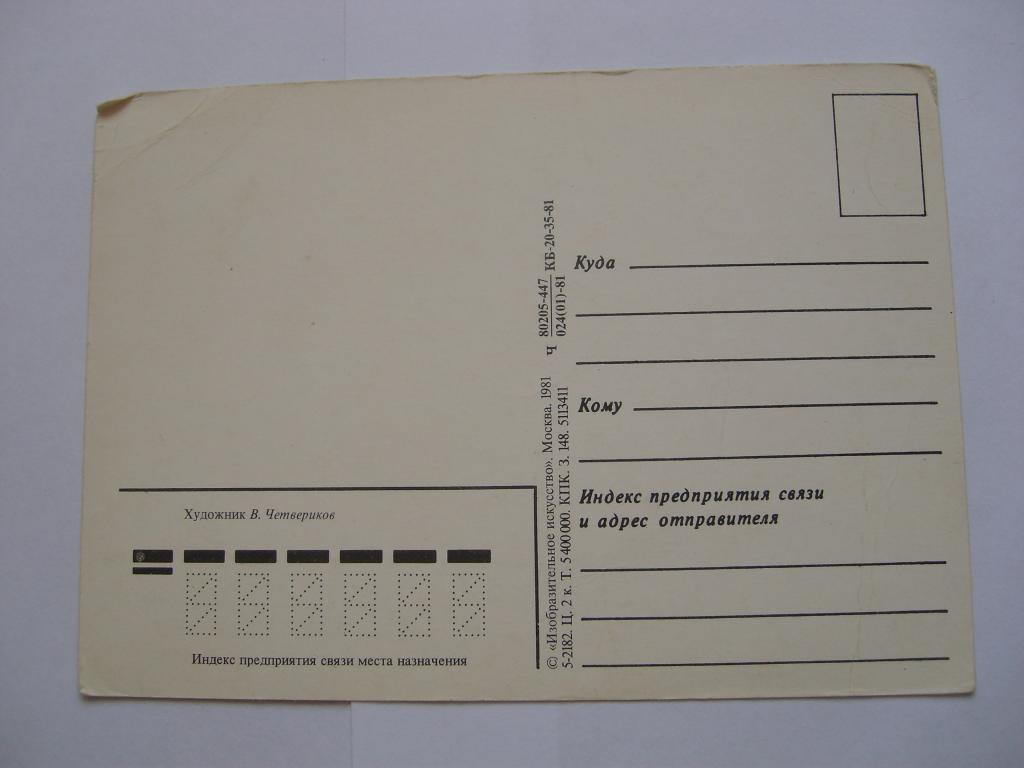 Художник В. Четвериков
Индекс предприятия связи места назначения
© «Изобразительное искусство». Москва. 1981
5-2182. Ц. 2 к. Т. 5 400 000. КПК. З. 148. 5113411
Ч 80205-447 КБ-20-35-81
024(01)-81
Куда
Кому
Индекс предприятия связи
и адрес отправителя